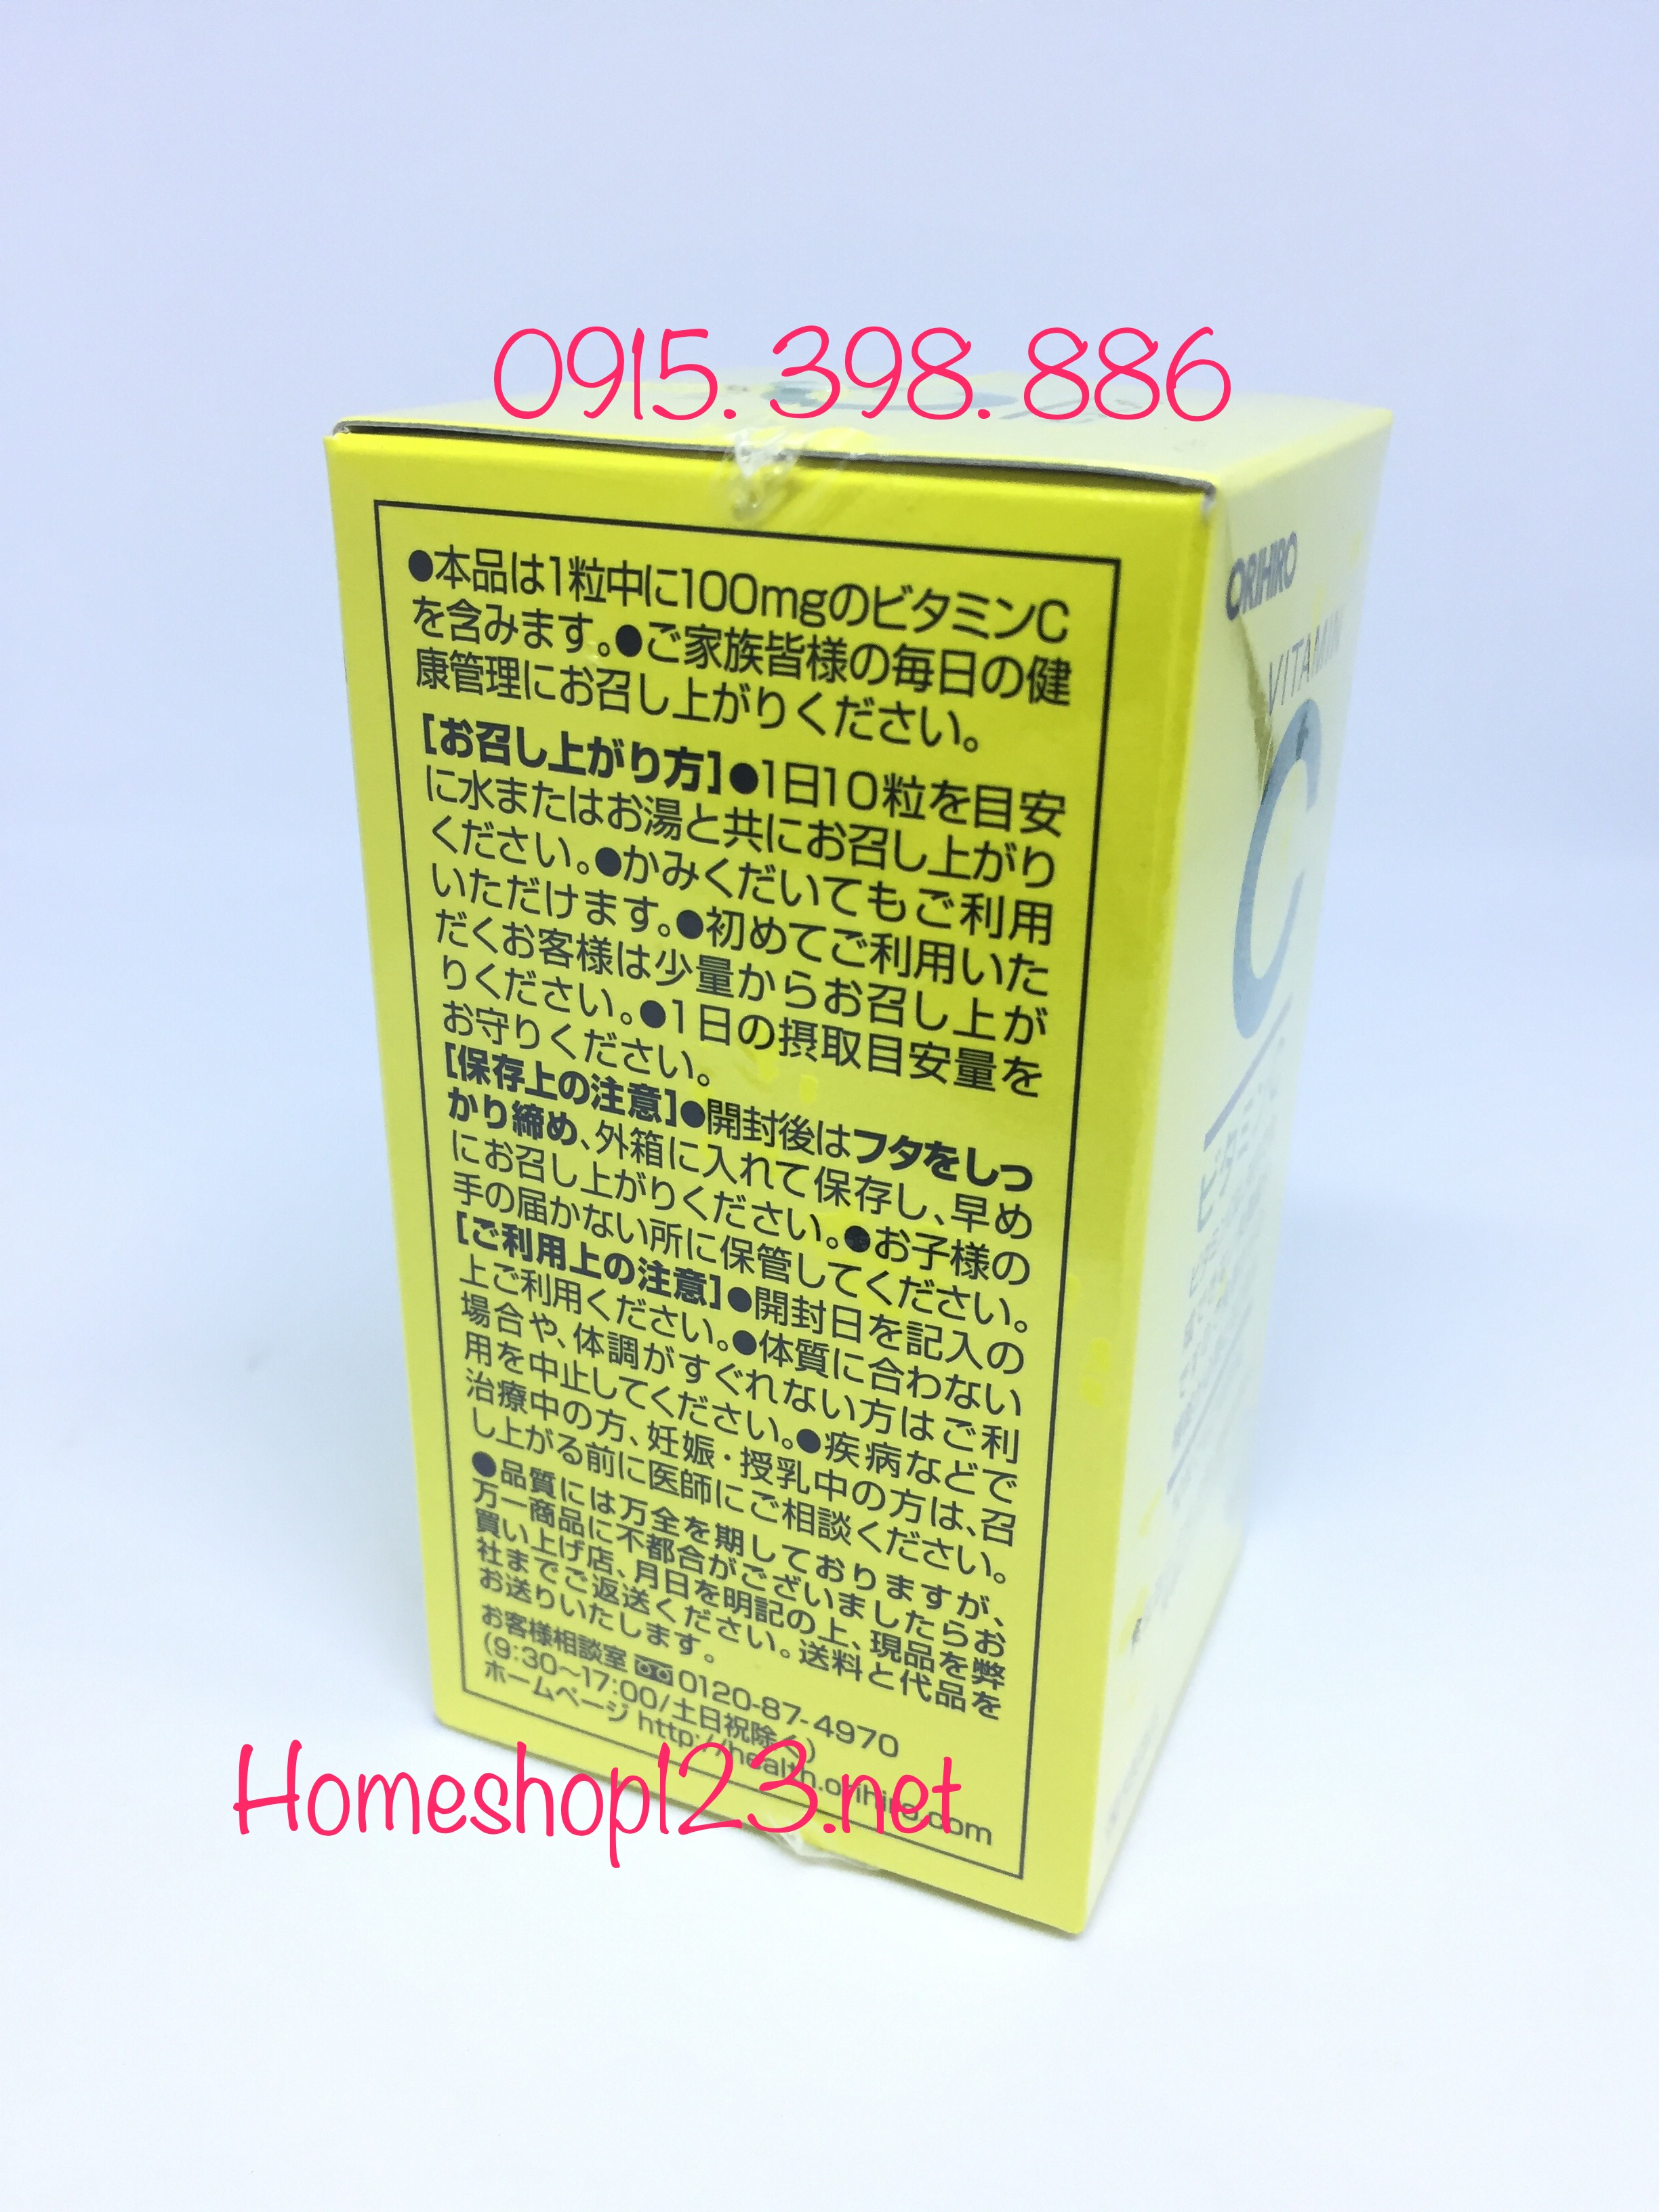 0915.398.886
●本品は1粒中に100mgのビタミンC
を含みます。●ご家族皆様の毎日の健
康管理にお召し上がりください。
[お召し上がり方]●1日10粒を目安
に水またはお湯と共にお召し上がり
ください。●かみくだいてもご利用
いただけます。●初めてご利用いた
だくお客様は少量からお召し上が
りください。●1日の摂取目安量を
お守りください。
[保存上の注意]●開封後はフタをしっ
かり締め、外箱に入れて保存し、早め
にお召し上がりください。●お子様の
手の届かない所に保管してください。
[ご利用上の注意]●開封日を記入の
上ご利用ください。●体質に合わない
場合や、体調がすぐれない方はご利
用を中止してください。●疾病などで
治療中の方、妊娠・授乳中の方は、召
し上がる前に医師にご相談ください。
●品質には万全を期しておりますが、
万一商品に不都合がございましたらお
買い上げ店、月日を明記の上、現品を弊
社までご返送ください。送料と代品を
お送りいたします。
お客様相談室 0120-87-4970
(9:30〜17:00/土日祝除く)
ホームページ http://health.orihiro.com
Homeshop123.net
ORIHIRO
VITAMIN
C